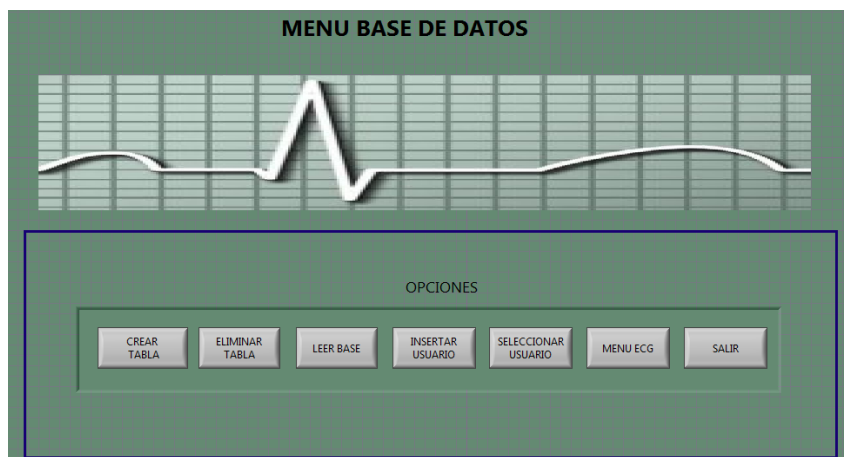 MENU BASE DE DATOS
OPCIONES
CREAR
TABLA
ELIMINAR
TABLA
LEER BASE
INSERTAR
USUARIO
SELECCIONAR
USUARIO
MENU ECG
SALIR